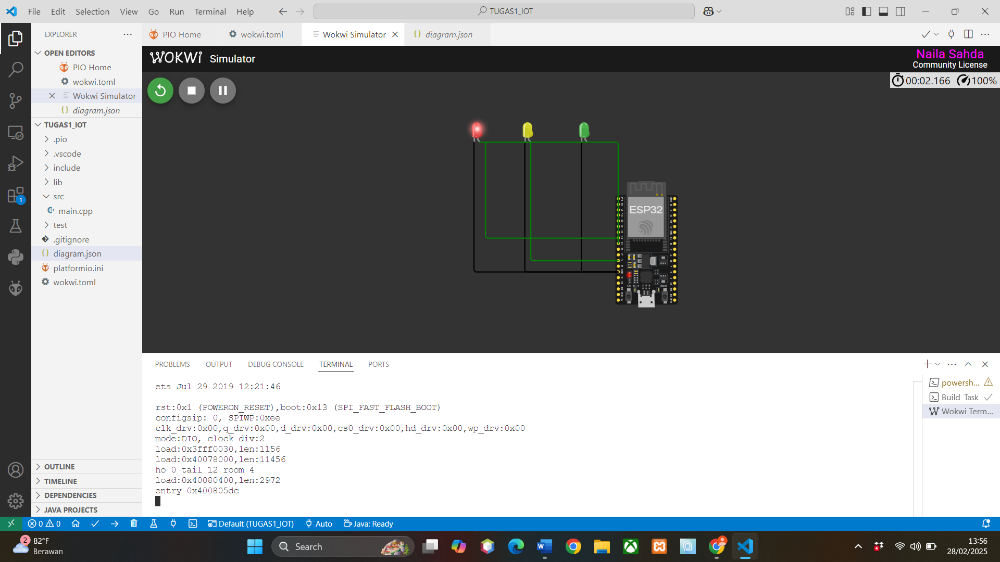 File Edit Selection View Go Run Terminal Help
TUGAS1_IOT
EXPLORER
PIO Home
wokwi.toml
Wokwi Simulator
diagram.json
OPEN EDITORS
PIO Home
wokwi.toml
Wokwi Simulator
diagram.json
TUGAS1_IOT
.pio
.vscode
include
lib
src
main.cpp
test
.gitignore
diagram.json
platformio.ini
wokwi.toml
OUTLINE
TIMELINE
DEPENDENCIES
JAVA PROJECTS
1
WOKWi Simulator
Naila Sahda
Community License
00:02.166 100%
ESP32
EN
Boot
PROBLEMS OUTPUT DEBUG CONSOLE TERMINAL PORTS
ets Jul 29 2019 12:21:46
rst:0x1 (POWERON_RESET),boot:0x13 (SPI_FAST_FLASH_BOOT)
configsip: 0, SPIWP:0xee
clk_drv:0x00,q_drv:0x00,d_drv:0x00,cs0_drv:0x00,hd_drv:0x00,wp_drv:0x00
mode:DIO, clock div:2
load:0x3fff0030,len:1156
load:0x40078000,len:11456
ho 0 tail 12 room 4
load:0x40080400,len:2972
entry 0x400805dc
powersh...
Build Task
Wokwi Term...
0 0 Default (TUGAS1_IOT) Auto Java: Ready
2
82°F
Berawan
Search
4
13:56
28/02/2025